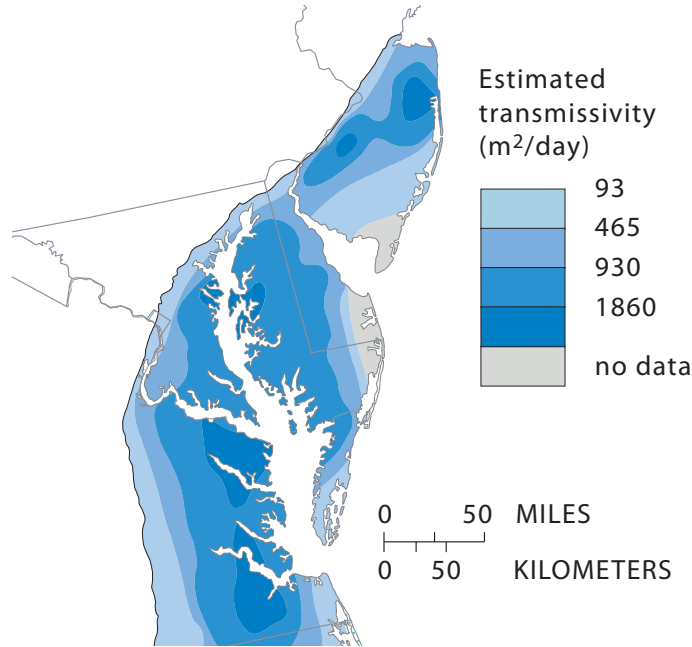 Estimated
transmissivity
(m²/day)
93
465
930
1860
no data
0 50 MILES
0 50 KILOMETERS